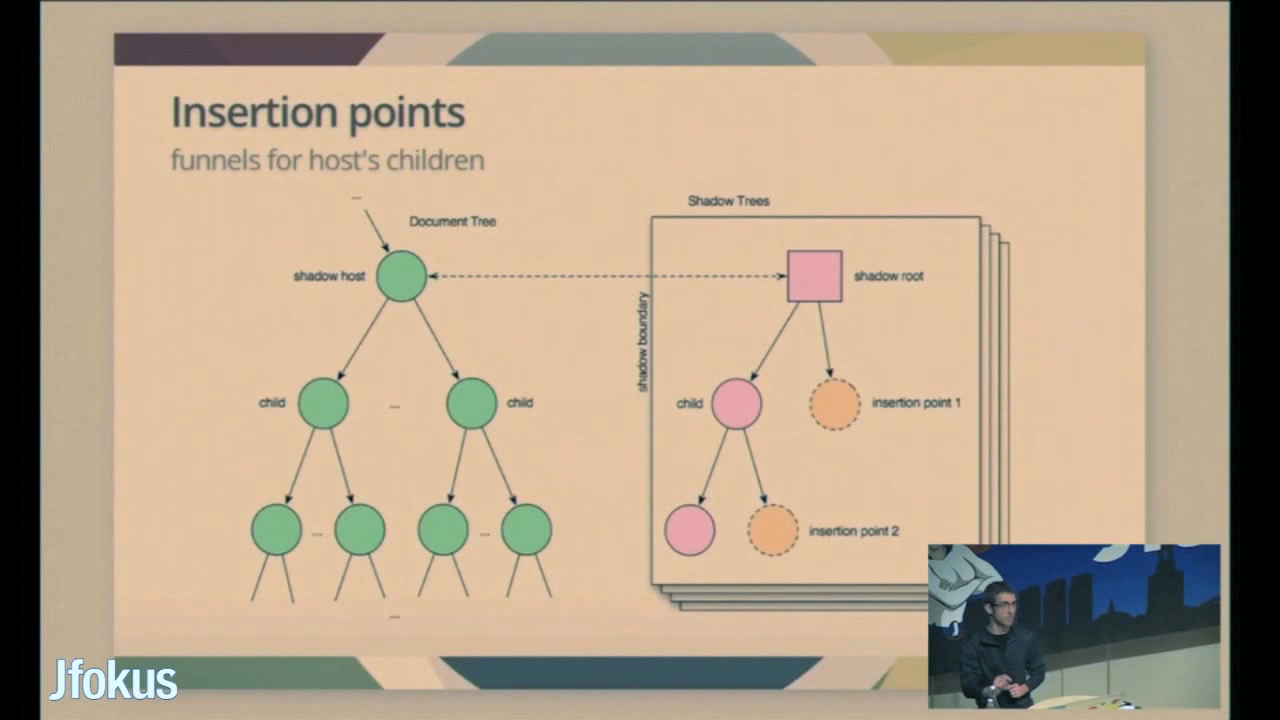 Insertion points
funnels for host's children
...
Document Tree
Shadow Trees
shadow host
shadow root
shadow boundary
child
...
child
child
insertion point 1
...
...
insertion point 2
...
Jfokus